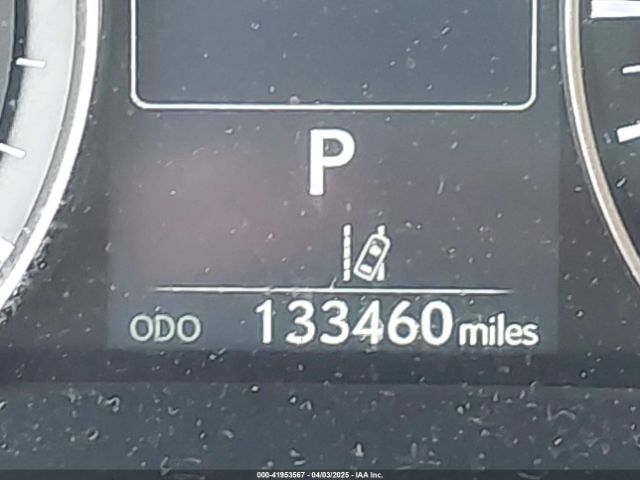 P
ODO 133460 miles
000-41953567 - 04/03/2025 - IAA Inc.